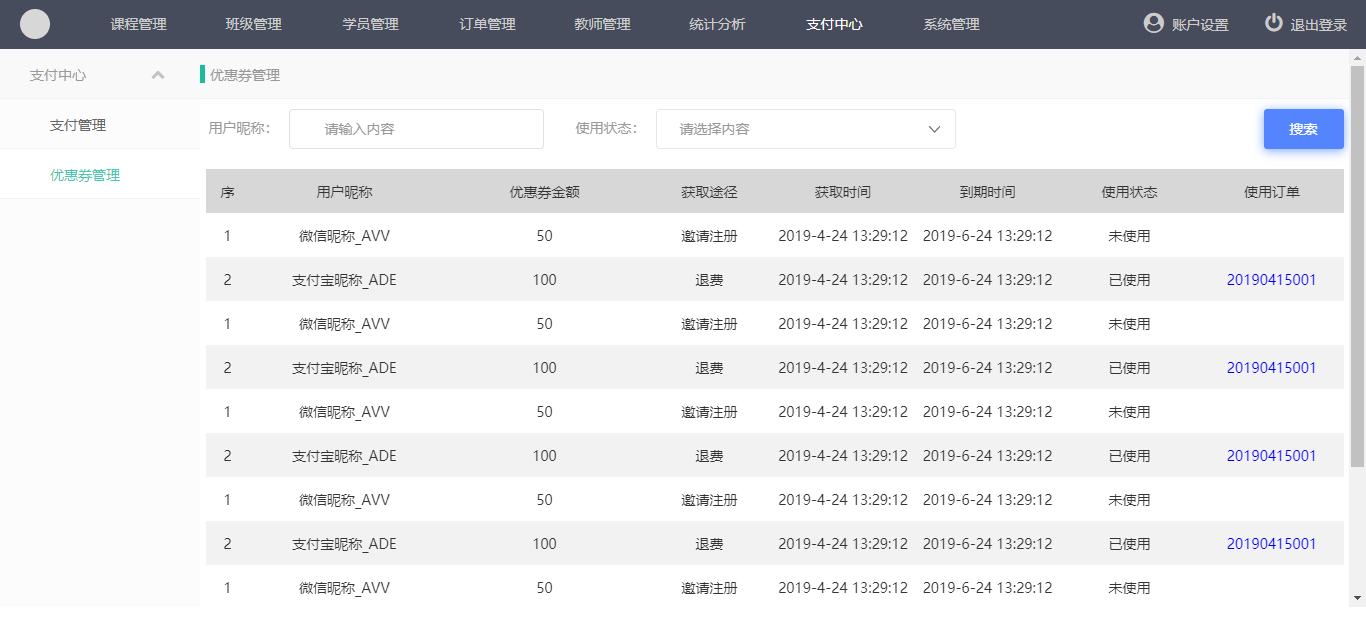 课程管理 班级管理 学员管理 订单管理 教师管理 统计分析 支付中心 系统管理 账户设置 退出登录
支付中心 优惠券管理
支付管理 用户昵称: 请输入内容 使用状态: 请选择内容 搜索
优惠券管理
序 用户昵称 优惠券金额 获取途径 获取时间 到期时间 使用状态 使用订单
1 微信昵称_AVV 50 邀请注册 2019-4-24 13:29:12 2019-6-24 13:29:12 未使用
2 支付宝昵称_ADE 100 退费 2019-4-24 13:29:12 2019-6-24 13:29:12 已使用 20190415001
1 微信昵称_AVV 50 邀请注册 2019-4-24 13:29:12 2019-6-24 13:29:12 未使用
2 支付宝昵称_ADE 100 退费 2019-4-24 13:29:12 2019-6-24 13:29:12 已使用 20190415001
1 微信昵称_AVV 50 邀请注册 2019-4-24 13:29:12 2019-6-24 13:29:12 未使用
2 支付宝昵称_ADE 100 退费 2019-4-24 13:29:12 2019-6-24 13:29:12 已使用 20190415001
1 微信昵称_AVV 50 邀请注册 2019-4-24 13:29:12 2019-6-24 13:29:12 未使用
2 支付宝昵称_ADE 100 退费 2019-4-24 13:29:12 2019-6-24 13:29:12 已使用 20190415001
1 微信昵称_AVV 50 邀请注册 2019-4-24 13:29:12 2019-6-24 13:29:12 未使用